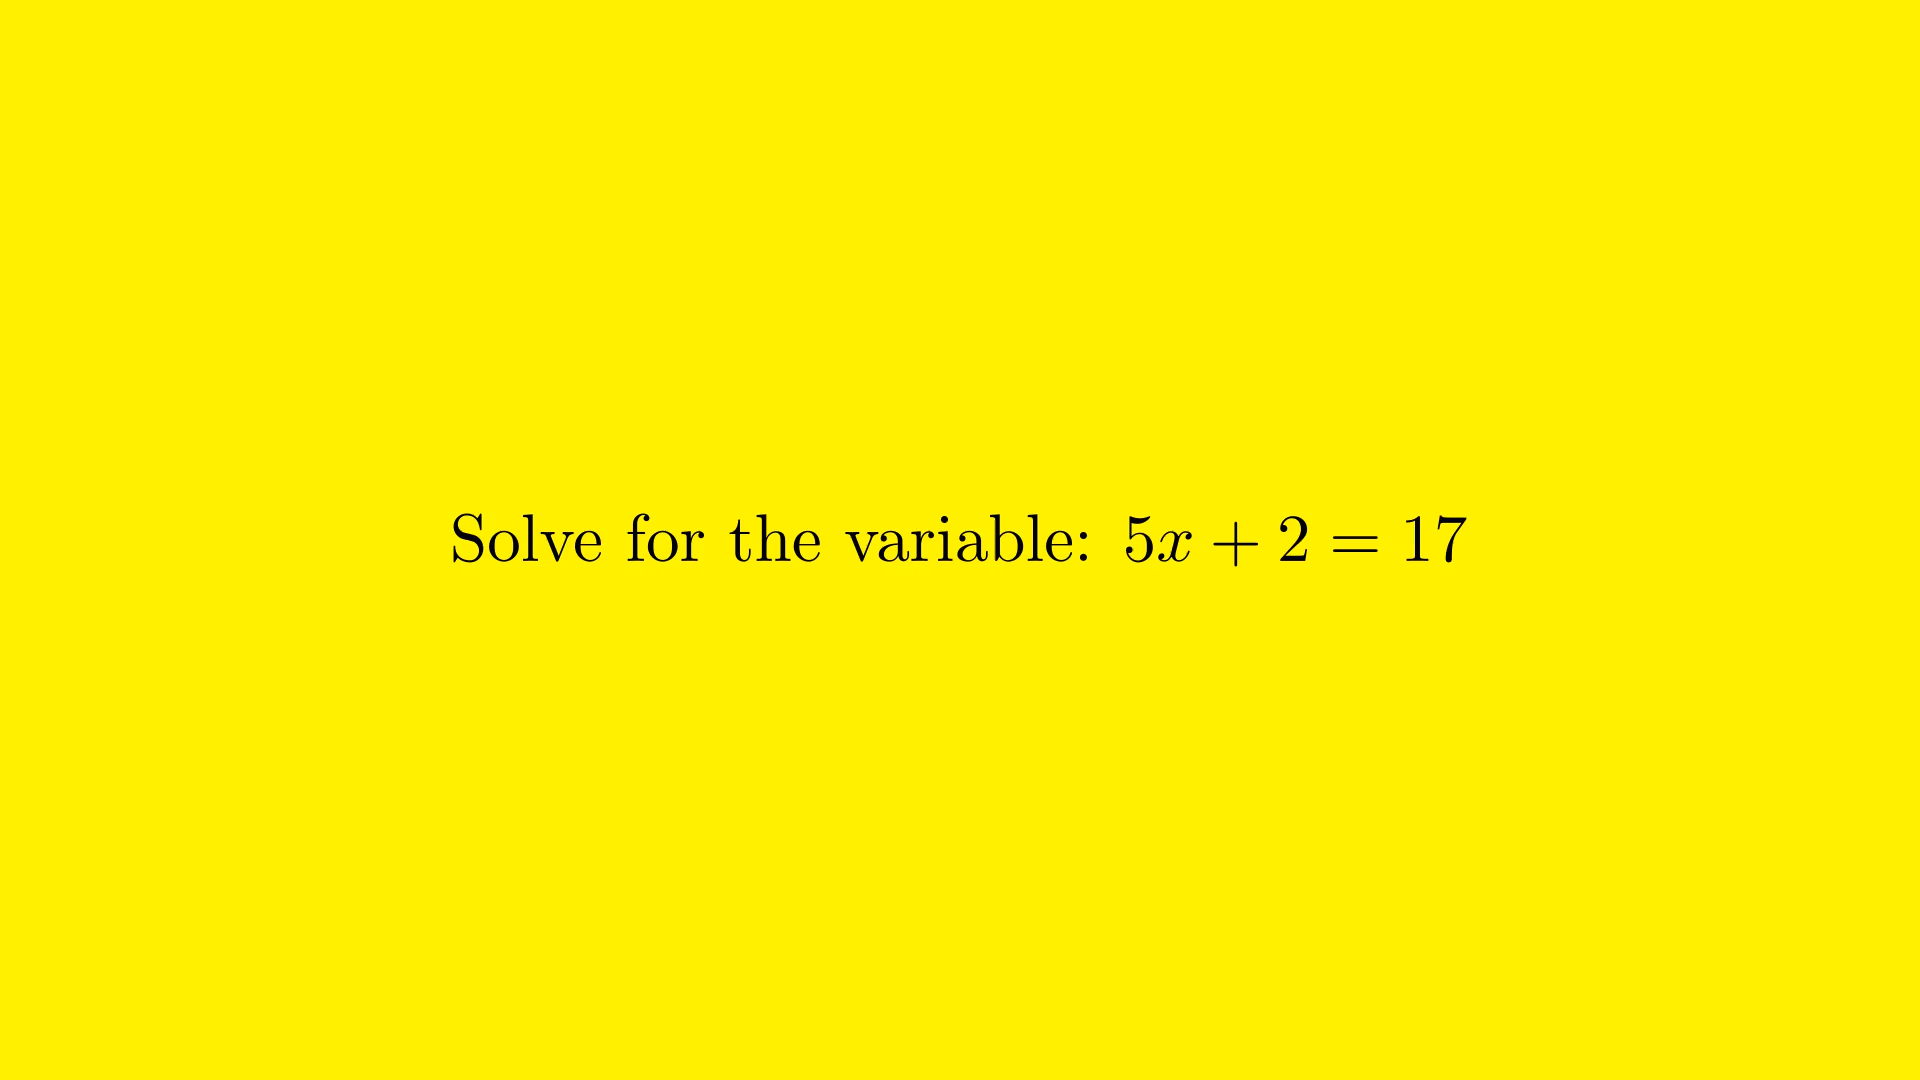 Solve for the variable: 5x + 2 = 17